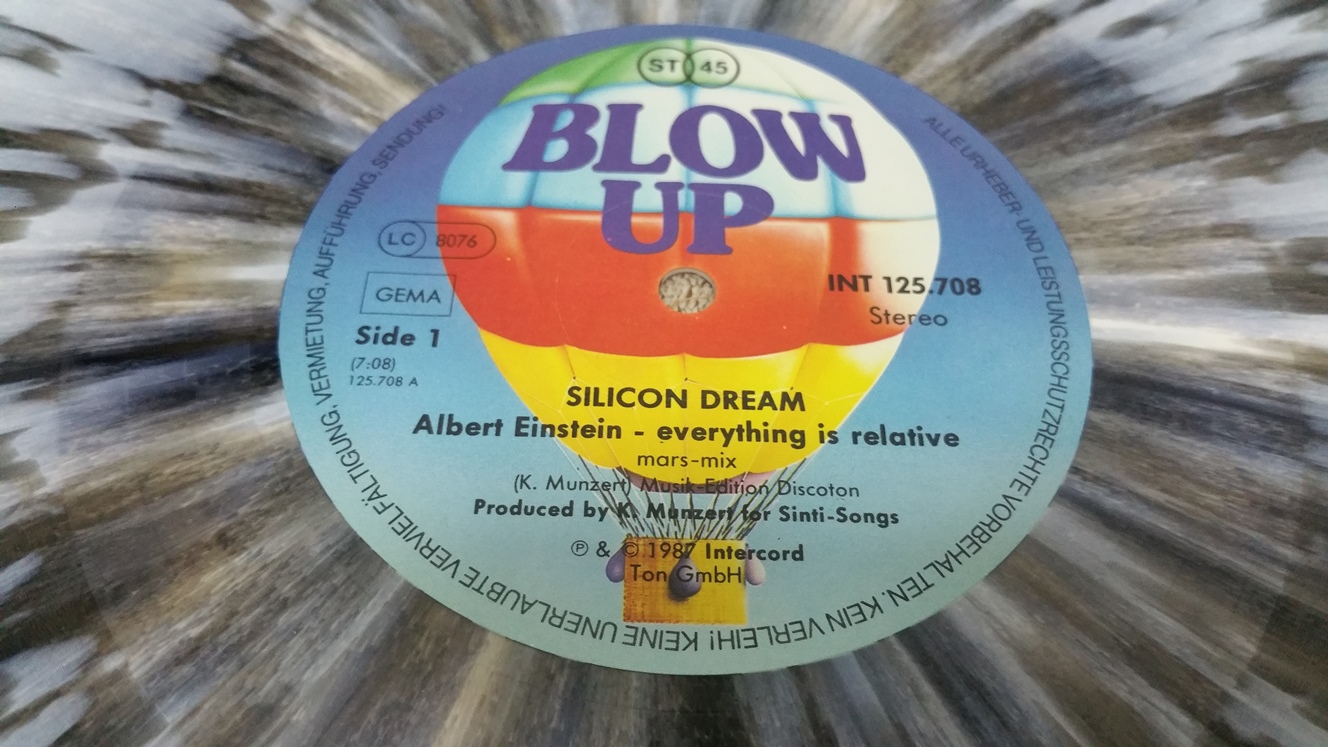 ST 45
BLOW
UP
LC 8076
GEMA
INT 125.708
Stereo
Side 1
(7:08)
125.708 A
SILICON DREAM
Albert Einstein - everything is relative
mars-mix
(K. Munzert) Musik-Edition Discoton
Produced by K. Munzert for Sinti-Songs
℗ & © 1987 Intercord
Ton GmbH
ALLE URHEBER- UND LEISTUNGSSCHUTZRECHTE VORBEHALTEN. KEIN VERLEIH! KEINE UNERLAUBTE VERVIELFÄLTIGUNG, VERMIETUNG, AUFFÜHRUNG, SENDUNG!